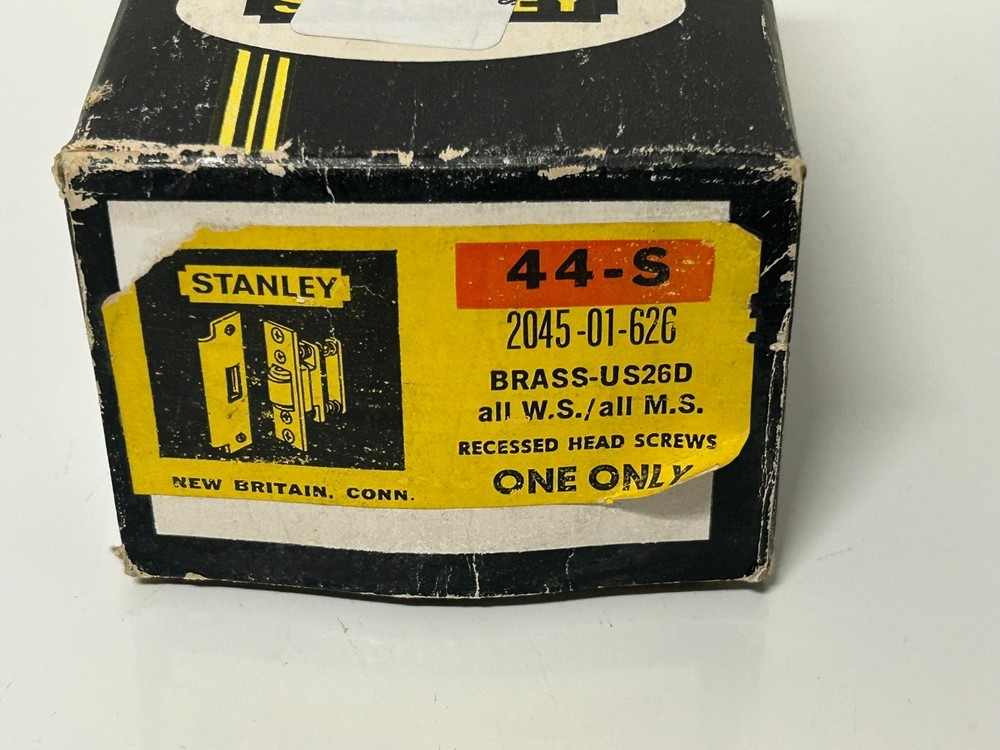 STANLEY
44-S
2045-01-626
BRASS-US26D
all W.S./all M.S.
RECESSED HEAD SCREWS
ONE ONLY
NEW BRITAIN, CONN.